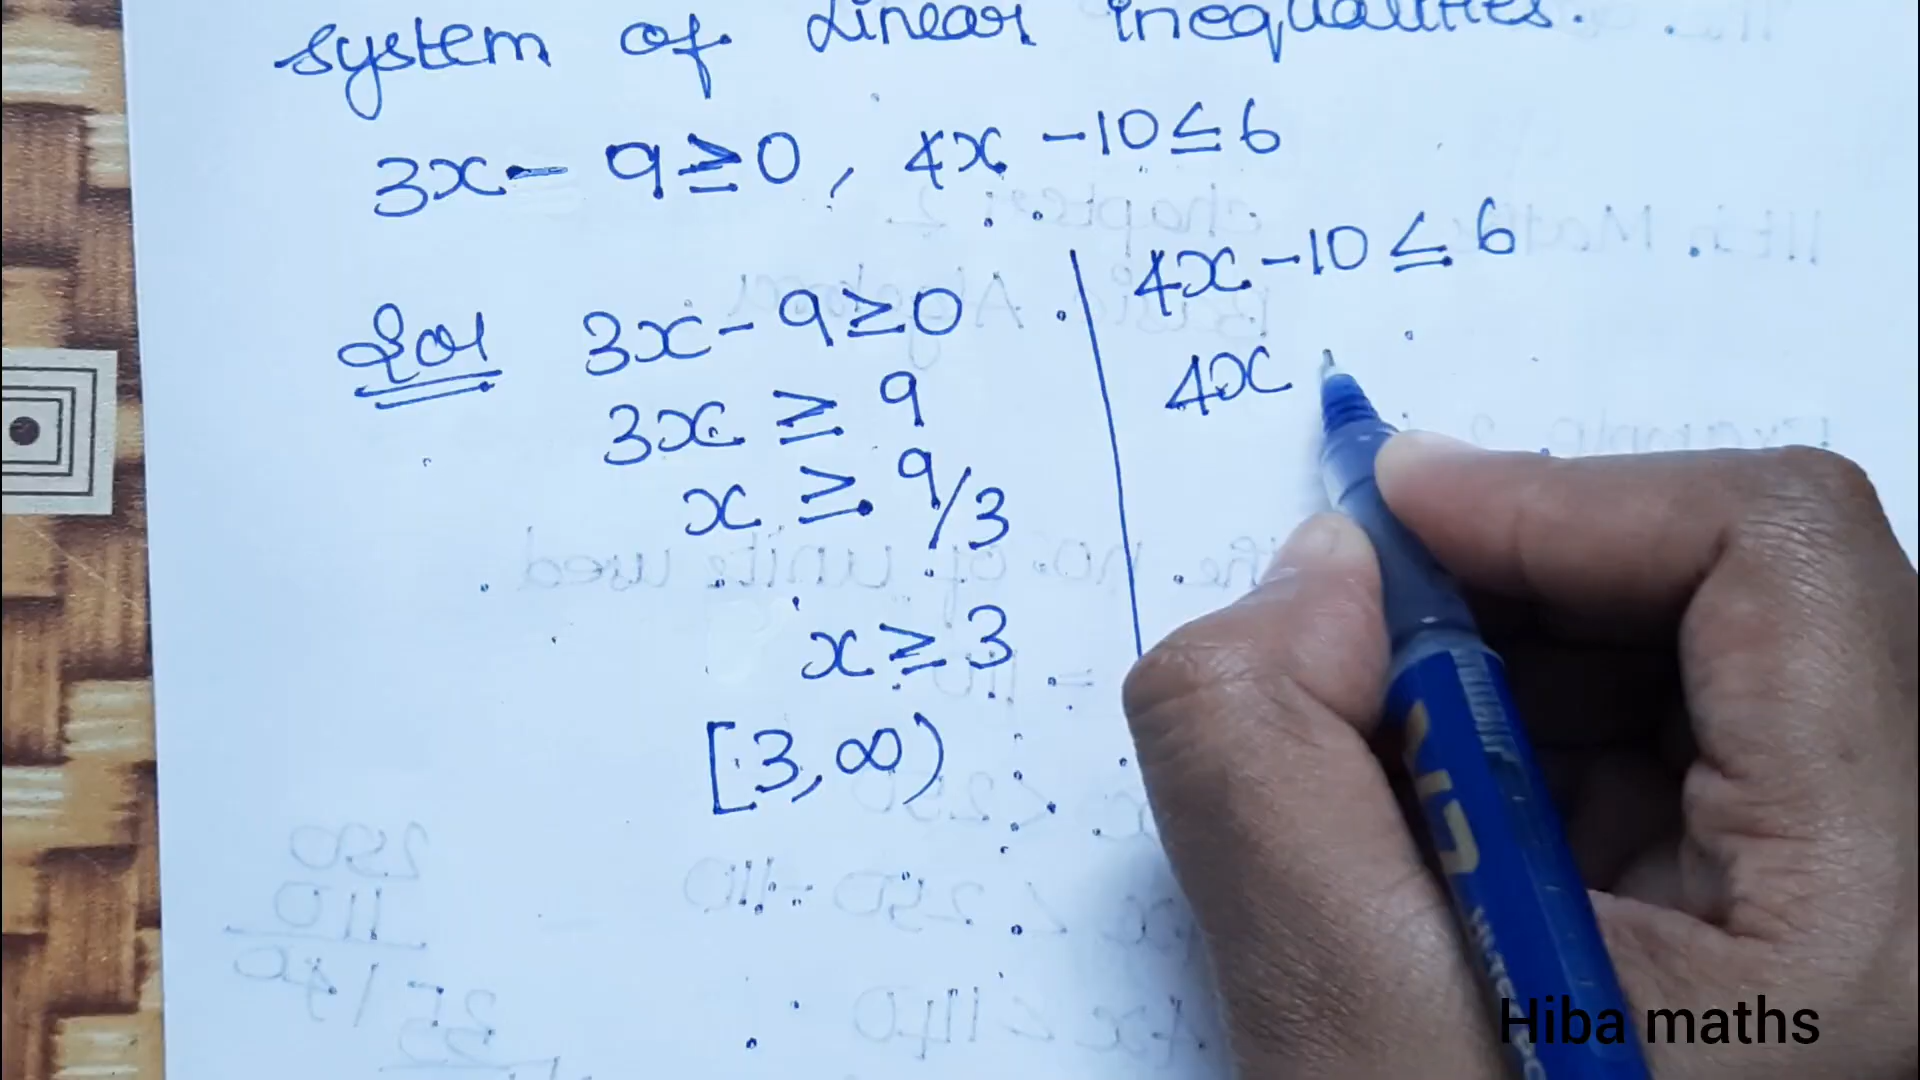 system of Linear inequalities.
3x - 9 ≥ 0, 4x - 10 ≤ 6
Sol 3x - 9 ≥ 0
3x ≥ 9
x ≥ 9/3
x ≥ 3
[3, ∞)
4x - 10 ≤ 6
4x
Hiba maths